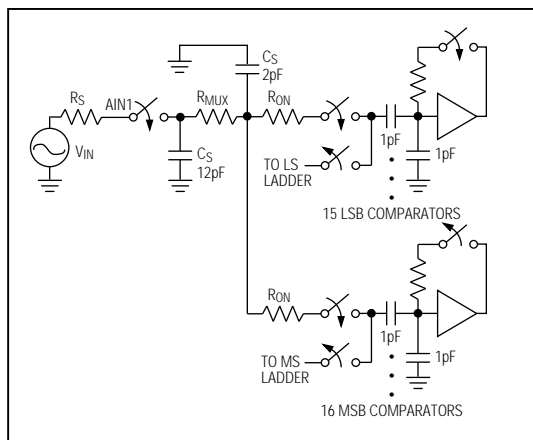 CS
2pF
RS
AIN1
RMUX
RON
VIN
CS
12pF
1pF
1pF
TO LS
LADDER
15 LSB COMPARATORS
RON
1pF
1pF
TO MS
LADDER
16 MSB COMPARATORS